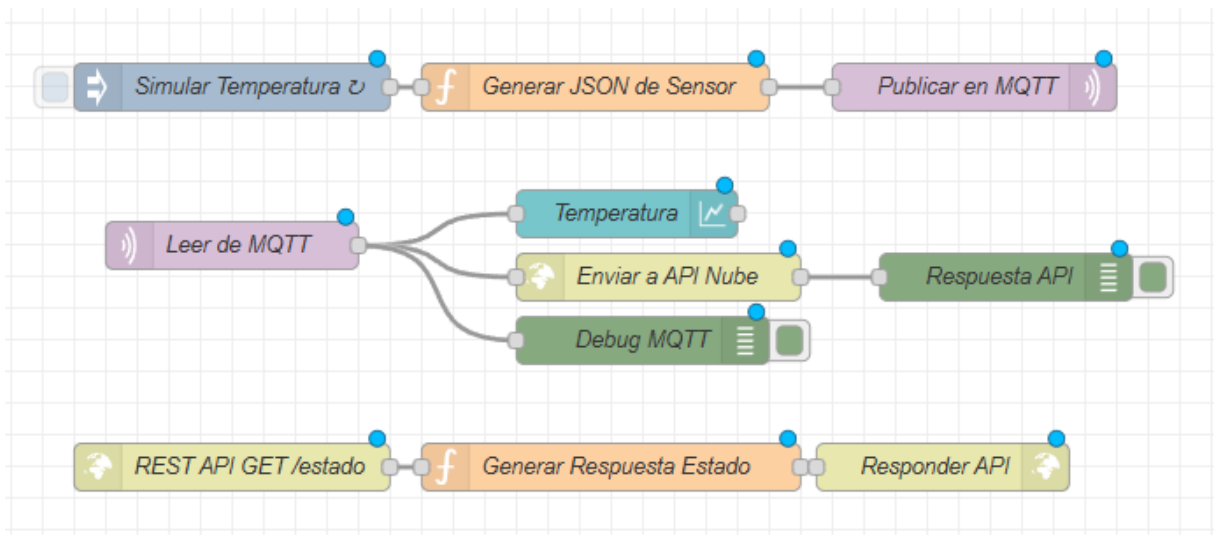 Simular Temperatura ↻
Generar JSON de Sensor
Publicar en MQTT
Temperatura
Leer de MQTT
Enviar a API Nube
Respuesta API
Debug MQTT
REST API GET /estado
Generar Respuesta Estado
Responder API